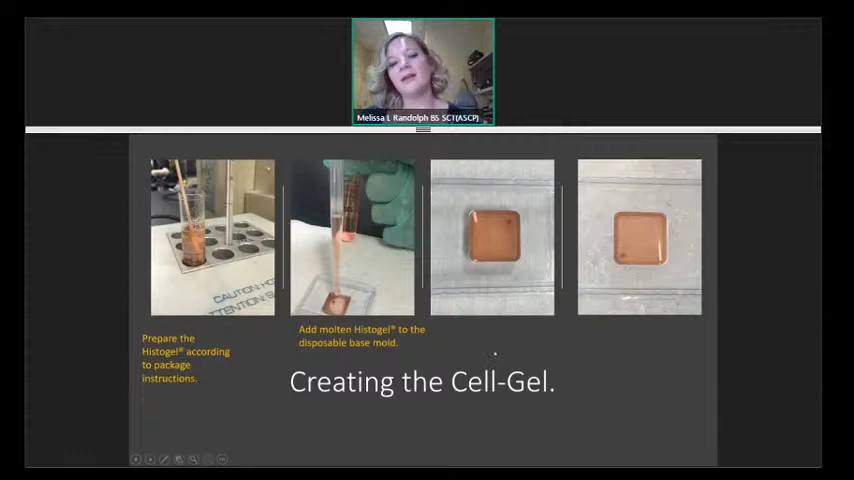 Melissa L Randolph BS SCT(ASCP)
CAUTION: HO
ATTENTION: S
Prepare the
Histogel® according
to package
instructions.
Add molten Histogel® to the
disposable base mold.
Creating the Cell-Gel.